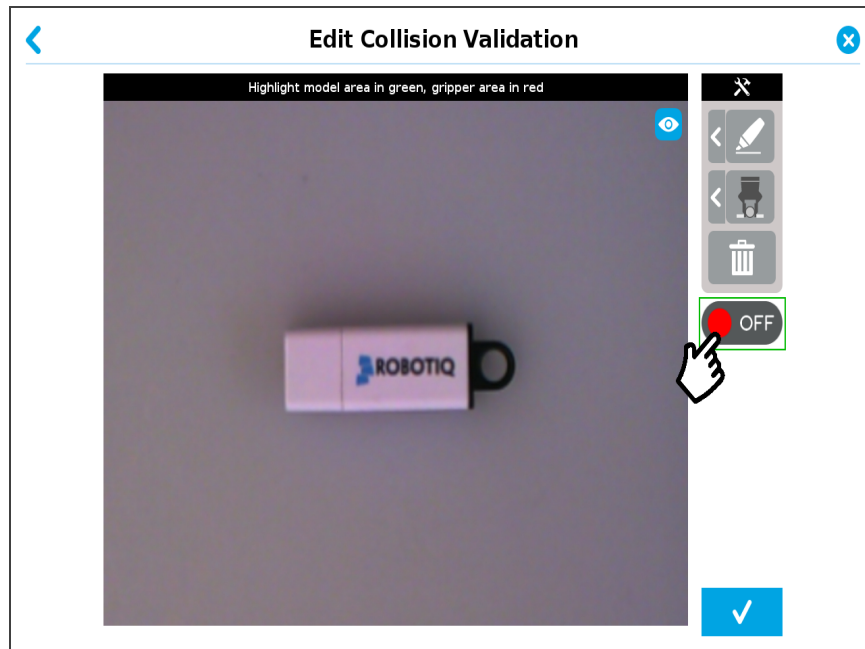 Edit Collision Validation
Highlight model area in green, gripper area in red
OFF
ROBOTIQ